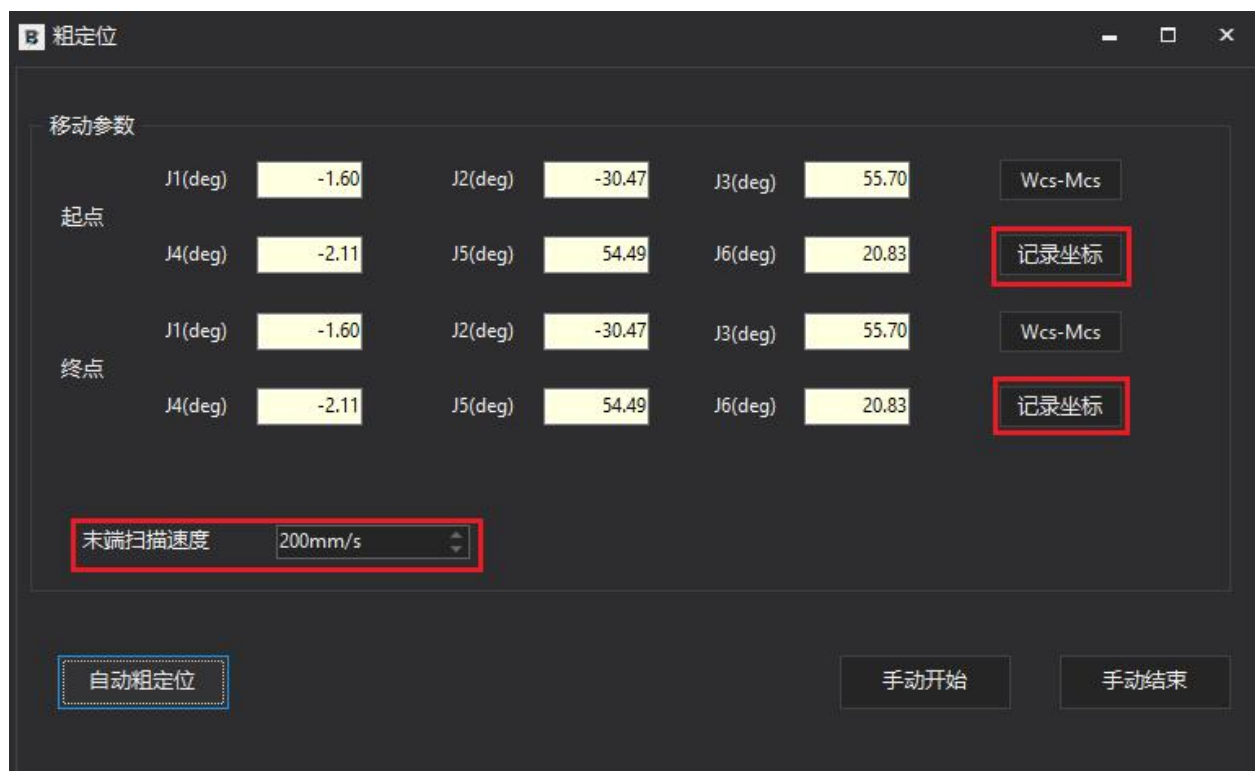 B 粗定位
移动参数
J1(deg) -1.60 J2(deg) -30.47 J3(deg) 55.70 Wcs-Mcs
起点
J4(deg) -2.11 J5(deg) 54.49 J6(deg) 20.83 记录坐标
J1(deg) -1.60 J2(deg) -30.47 J3(deg) 55.70 Wcs-Mcs
终点
J4(deg) -2.11 J5(deg) 54.49 J6(deg) 20.83 记录坐标
末端扫描速度 200mm/s
自动粗定位 手动开始 手动结束